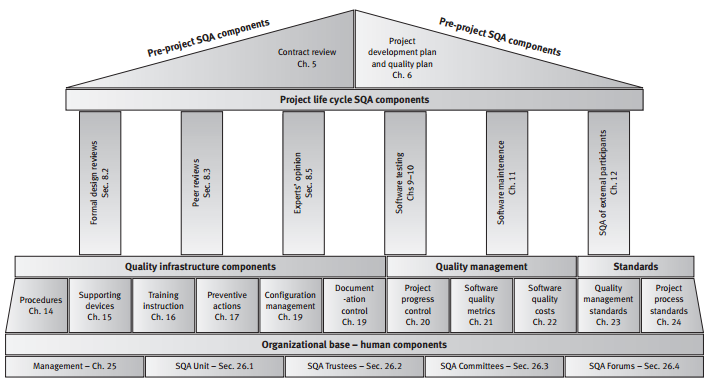 Pre-project SQA components
Pre-project SQA components
Contract review
Ch. 5
Project
development plan
and quality plan
Ch. 6
Project life cycle SQA components
Formal design reviews
Sec. 8.2
Peer reviews
Sec. 8.3
Experts' opinion
Sec. 8.5
Software testing
Chs 9–10
Software maintenence
Ch. 11
SQA of external participants
Ch. 12
Quality infrastructure components
Quality management
Standards
Procedures
Ch. 14
Supporting
devices
Ch. 15
Training
instruction
Ch. 16
Preventive
actions
Ch. 17
Configuration
management
Ch. 19
Document
-ation
control
Ch. 19
Project
progress
control
Ch. 20
Software
quality
metrics
Ch. 21
Software
quality
costs
Ch. 22
Quality
management
standards
Ch. 23
Project
process
standards
Ch. 24
Organizational base – human components
Management – Ch. 25
SQA Unit – Sec. 26.1
SQA Trustees – Sec. 26.2
SQA Committees – Sec. 26.3
SQA Forums – Sec. 26.4